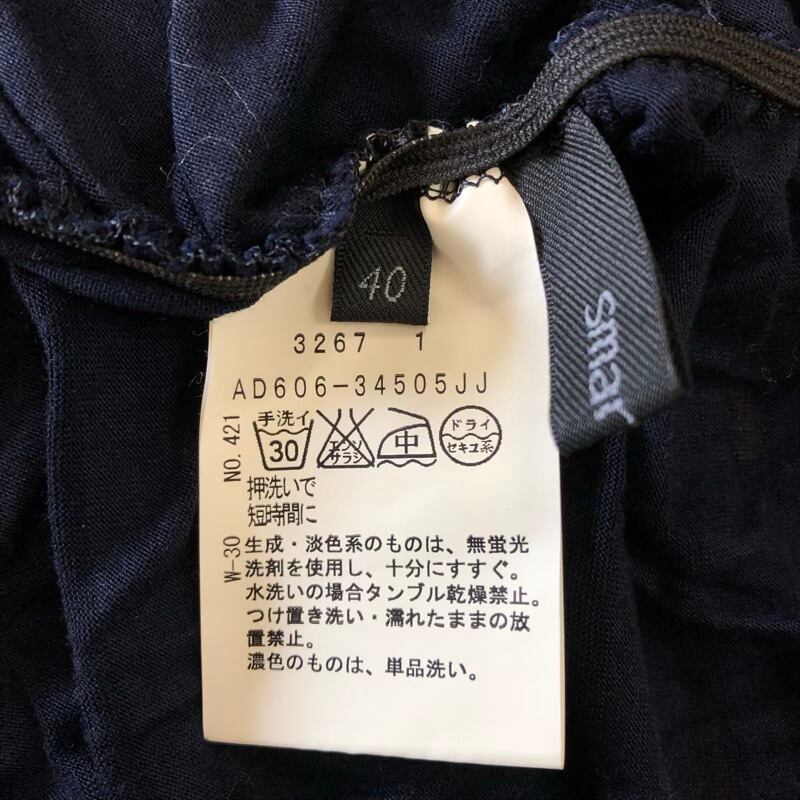 40
smar
3267 1
AD606-34505JJ
NO. 421
手洗イ
30
エンソ
サラシ
中
ドライ
セキユ系
押洗いで
短時間に
W-30
生成・淡色系のものは、無蛍光
洗剤を使用し、十分にすすぐ。
水洗いの場合タンブル乾燥禁止。
つけ置き洗い・濡れたままの放
置禁止。
濃色のものは、単品洗い。